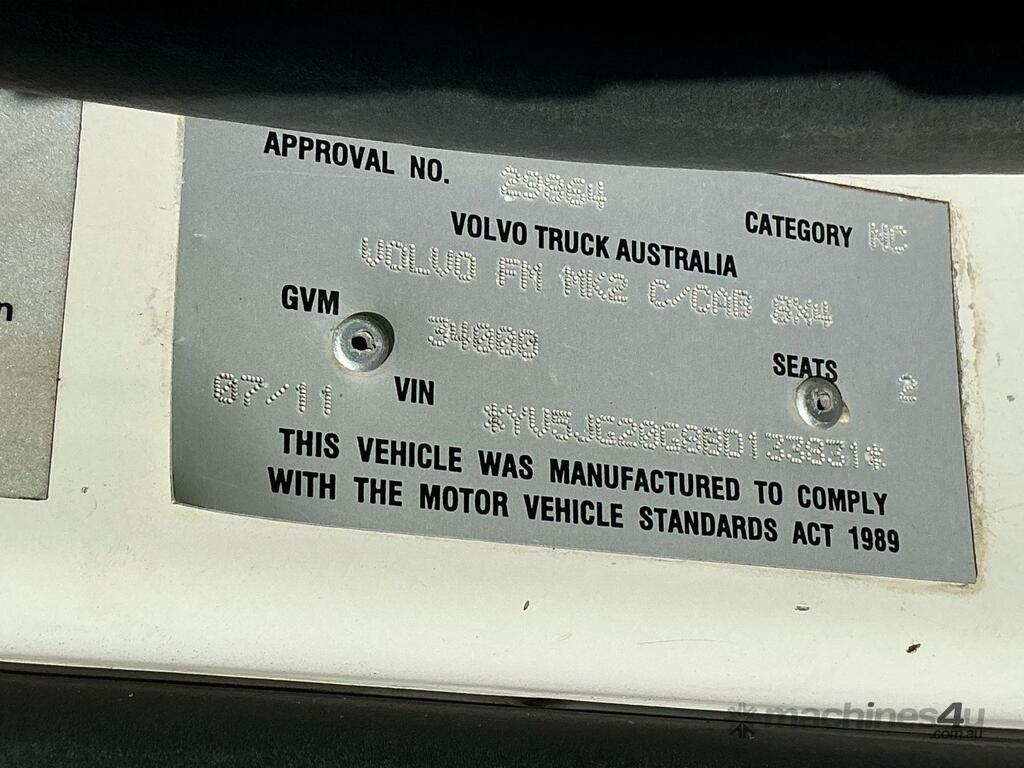 APPROVAL NO. 29864
CATEGORY NC
VOLVO TRUCK AUSTRALIA
VOLVO FM MK2 C/CAB 8X4
GVM 34000
SEATS 2
07/11 VIN *YV5JG20G8BD133831*
THIS VEHICLE WAS MANUFACTURED TO COMPLY
WITH THE MOTOR VEHICLE STANDARDS ACT 1989
n
machines4u
.com.au